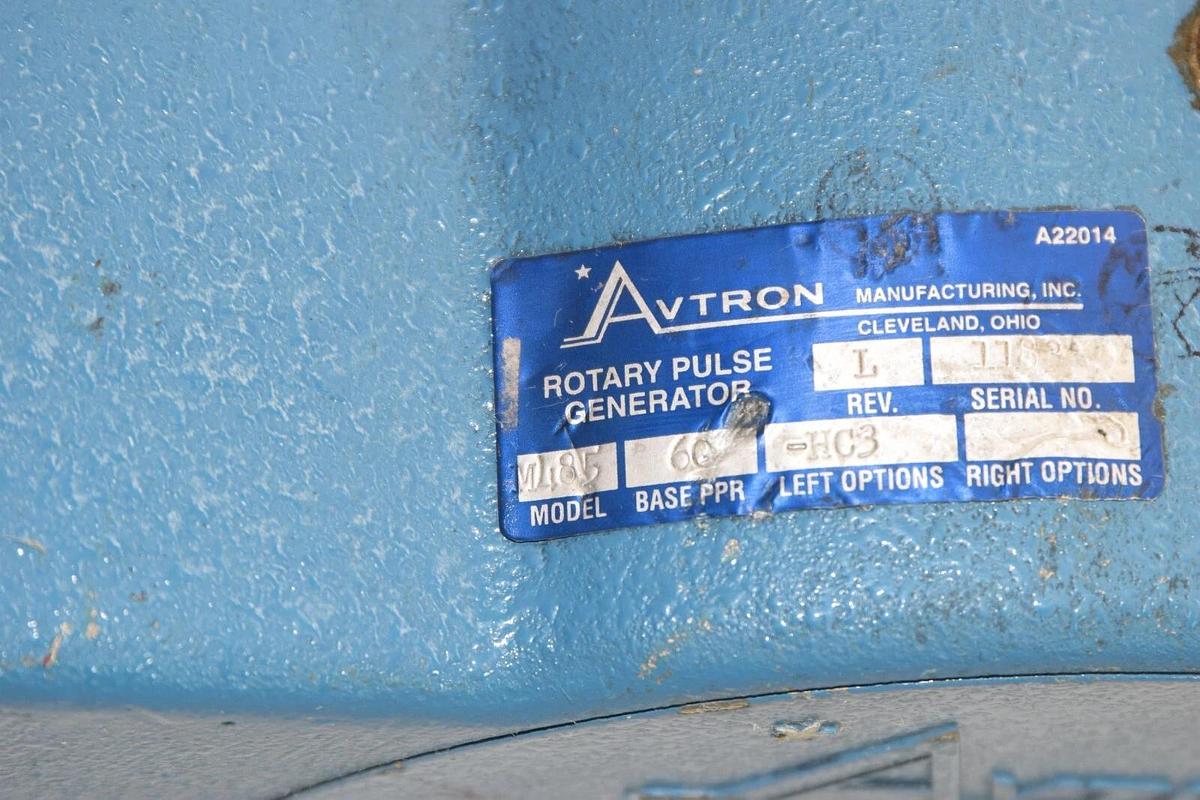 A22014
AVTRON MANUFACTURING, INC.
CLEVELAND, OHIO
ROTARY PULSE
GENERATOR
L
REV. SERIAL NO.
M485 60 -HC3
MODEL BASE PPR LEFT OPTIONS RIGHT OPTIONS